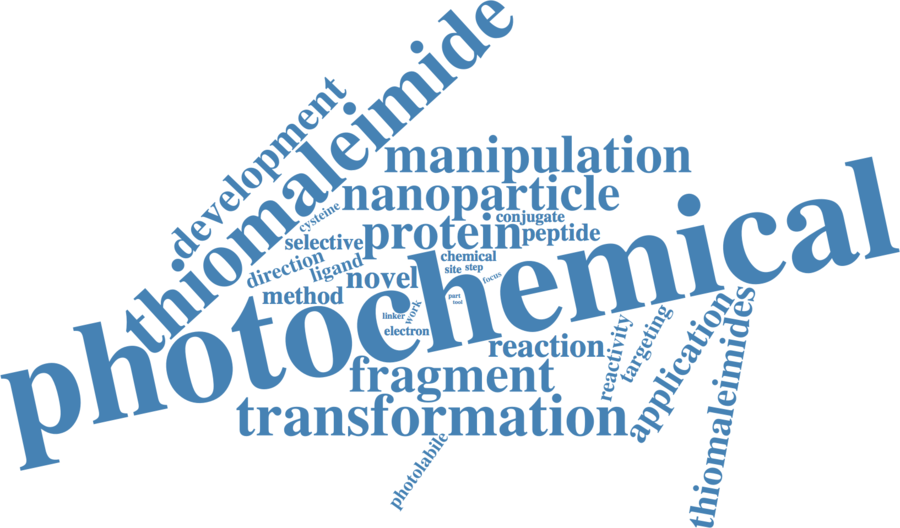 thiomaleimide
development
manipulation
nanoparticle
cysteine
conjugate
selective
protein
peptide
chemical
direction
ligand
novel
site
step
focus
method
part
tool
photochemical
linker
work
electron
reaction
reactivity
targeting
application
thiomaleimides
fragment
transformation
photolabile